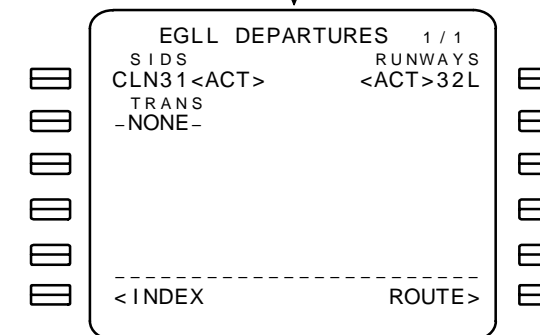 EGLL DEPARTURES 1/1
SIDS RUNWAYS
CLN31<ACT> <ACT>32L
TRANS
–NONE–
------------------------
<INDEX ROUTE>